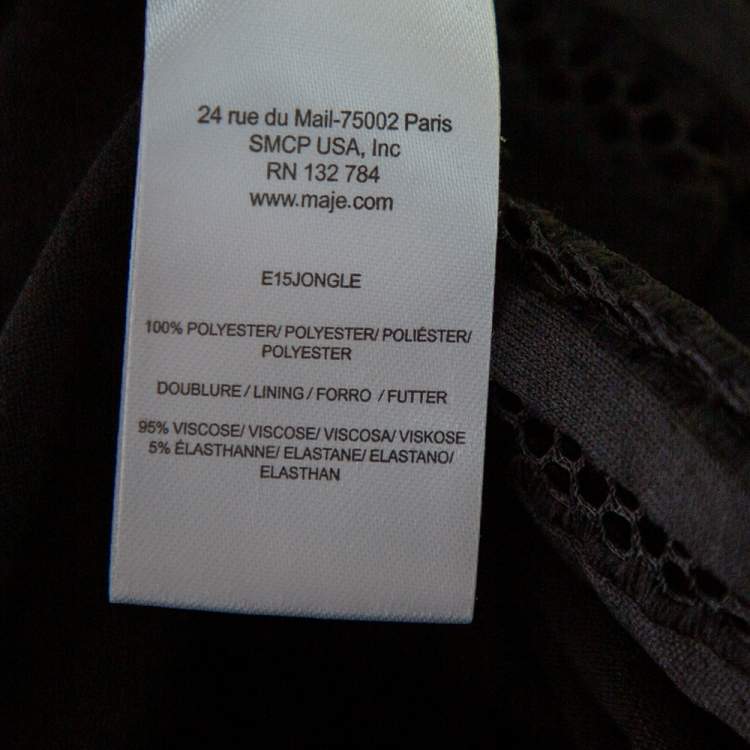 24 rue du Mail-75002 Paris
SMCP USA, Inc
RN 132 784
www.maje.com
E15JONGLE
100% POLYESTER/ POLYESTER/ POLIÉSTER/
POLYESTER
DOUBLURE / LINING / FORRO / FUTTER
95% VISCOSE/ VISCOSE/ VISCOSA/ VISKOSE
5% ÉLASTHANNE/ ELASTANE/ ELASTANO/
ELASTHAN